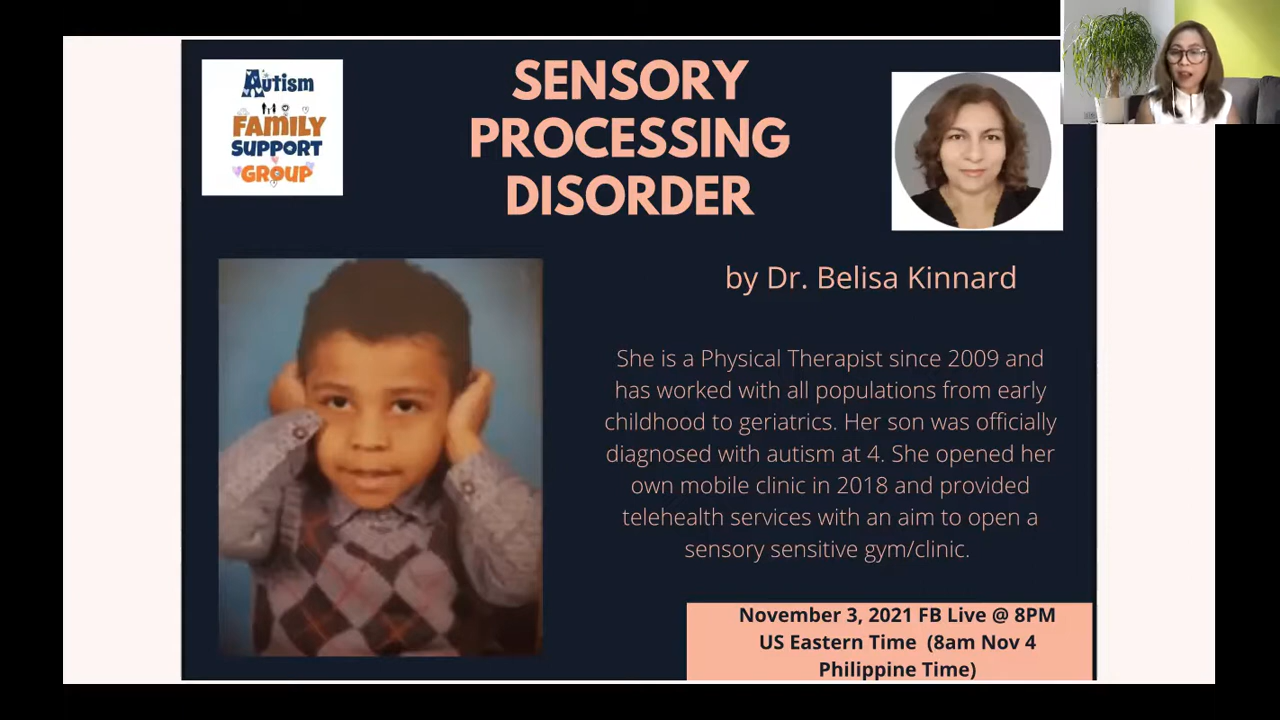 Autism
FAMILY
SUPPORT
GROUP
SENSORY
PROCESSING
DISORDER
by Dr. Belisa Kinnard
She is a Physical Therapist since 2009 and
has worked with all populations from early
childhood to geriatrics. Her son was officially
diagnosed with autism at 4. She opened her
own mobile clinic in 2018 and provided
telehealth services with an aim to open a
sensory sensitive gym/clinic.
November 3, 2021 FB Live @ 8PM
US Eastern Time (8am Nov 4
Philippine Time)